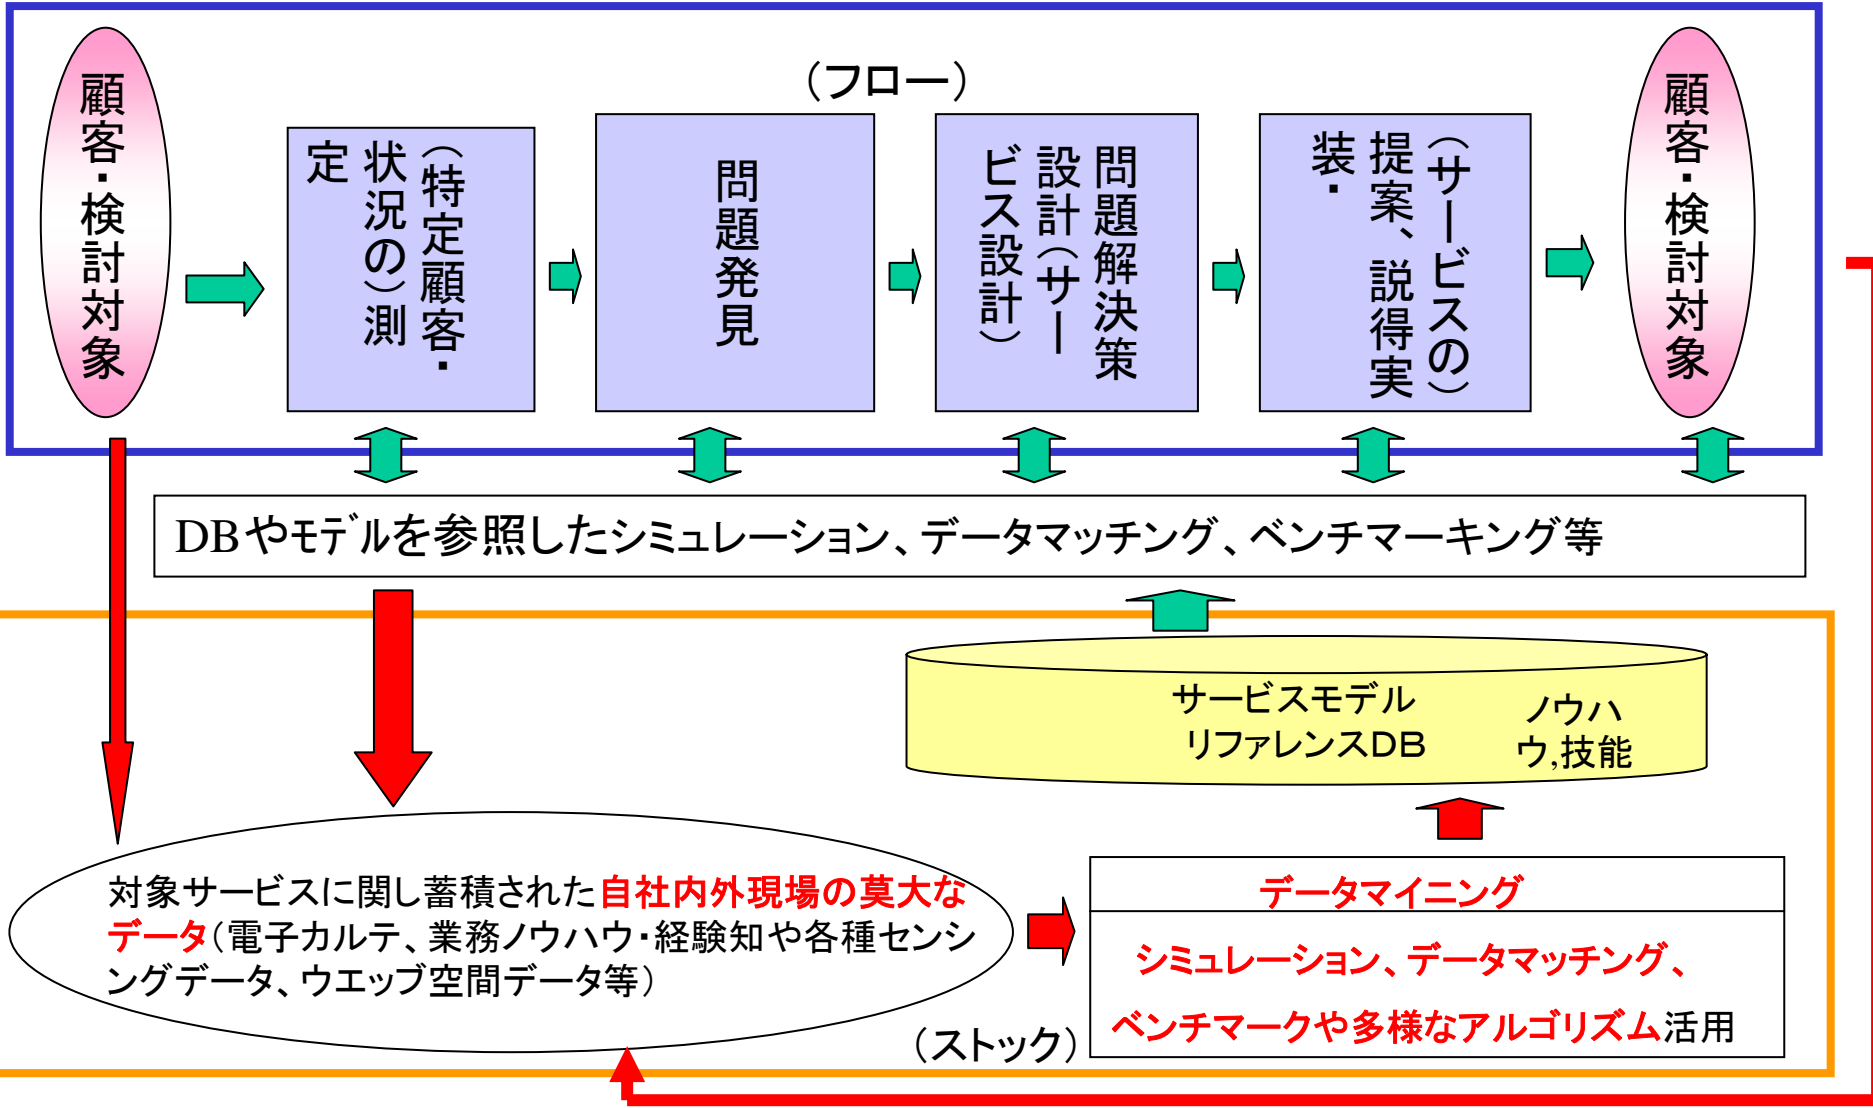 (フロー)
顧客・検討対象
(特定顧客・
状況の)測
定
問題発見
問題解決策
設計(サー
ビス設計)
(サービスの)
提案、説得実
装・
顧客・検討対象
DBやモデルを参照したシミュレーション、データマッチング、ベンチマーキング等
サービスモデル
リファレンスDB
ノウハ
ウ,技能
対象サービスに関し蓄積された自社内外現場の莫大な
データ(電子カルテ、業務ノウハウ・経験知や各種センシ
ングデータ、ウエッブ空間データ等)
データマイニング
シミュレーション、データマッチング、
ベンチマークや多様なアルゴリズム活用
(ストック)